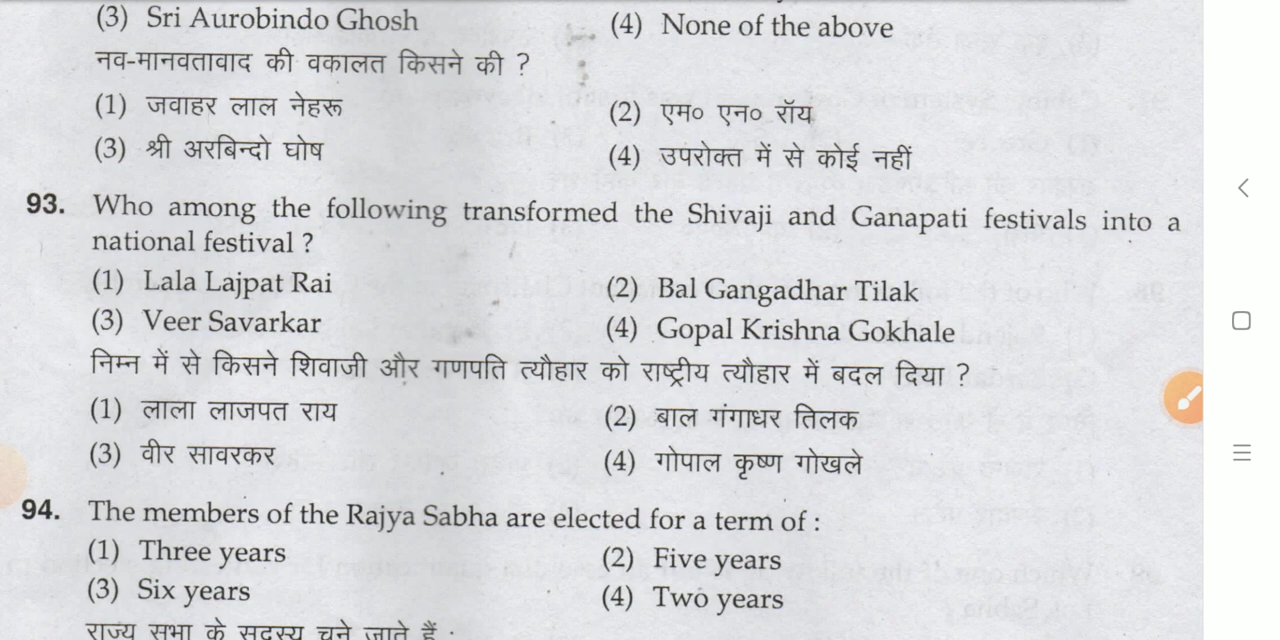 (3) Sri Aurobindo Ghosh (4) None of the above
नव-मानवतावाद की वकालत किसने की ?
(1) जवाहर लाल नेहरू (2) एम० एन० रॉय
(3) श्री अरबिन्दो घोष (4) उपरोक्त में से कोई नहीं
93. Who among the following transformed the Shivaji and Ganapati festivals into a
national festival ?
(1) Lala Lajpat Rai (2) Bal Gangadhar Tilak
(3) Veer Savarkar (4) Gopal Krishna Gokhale
निम्न में से किसने शिवाजी और गणपति त्यौहार को राष्ट्रीय त्यौहार में बदल दिया ?
(1) लाला लाजपत राय (2) बाल गंगाधर तिलक
(3) वीर सावरकर (4) गोपाल कृष्ण गोखले
94. The members of the Rajya Sabha are elected for a term of :
(1) Three years (2) Five years
(3) Six years (4) Two years
राज्य सभा के सदस्य चुने जाते हैं :